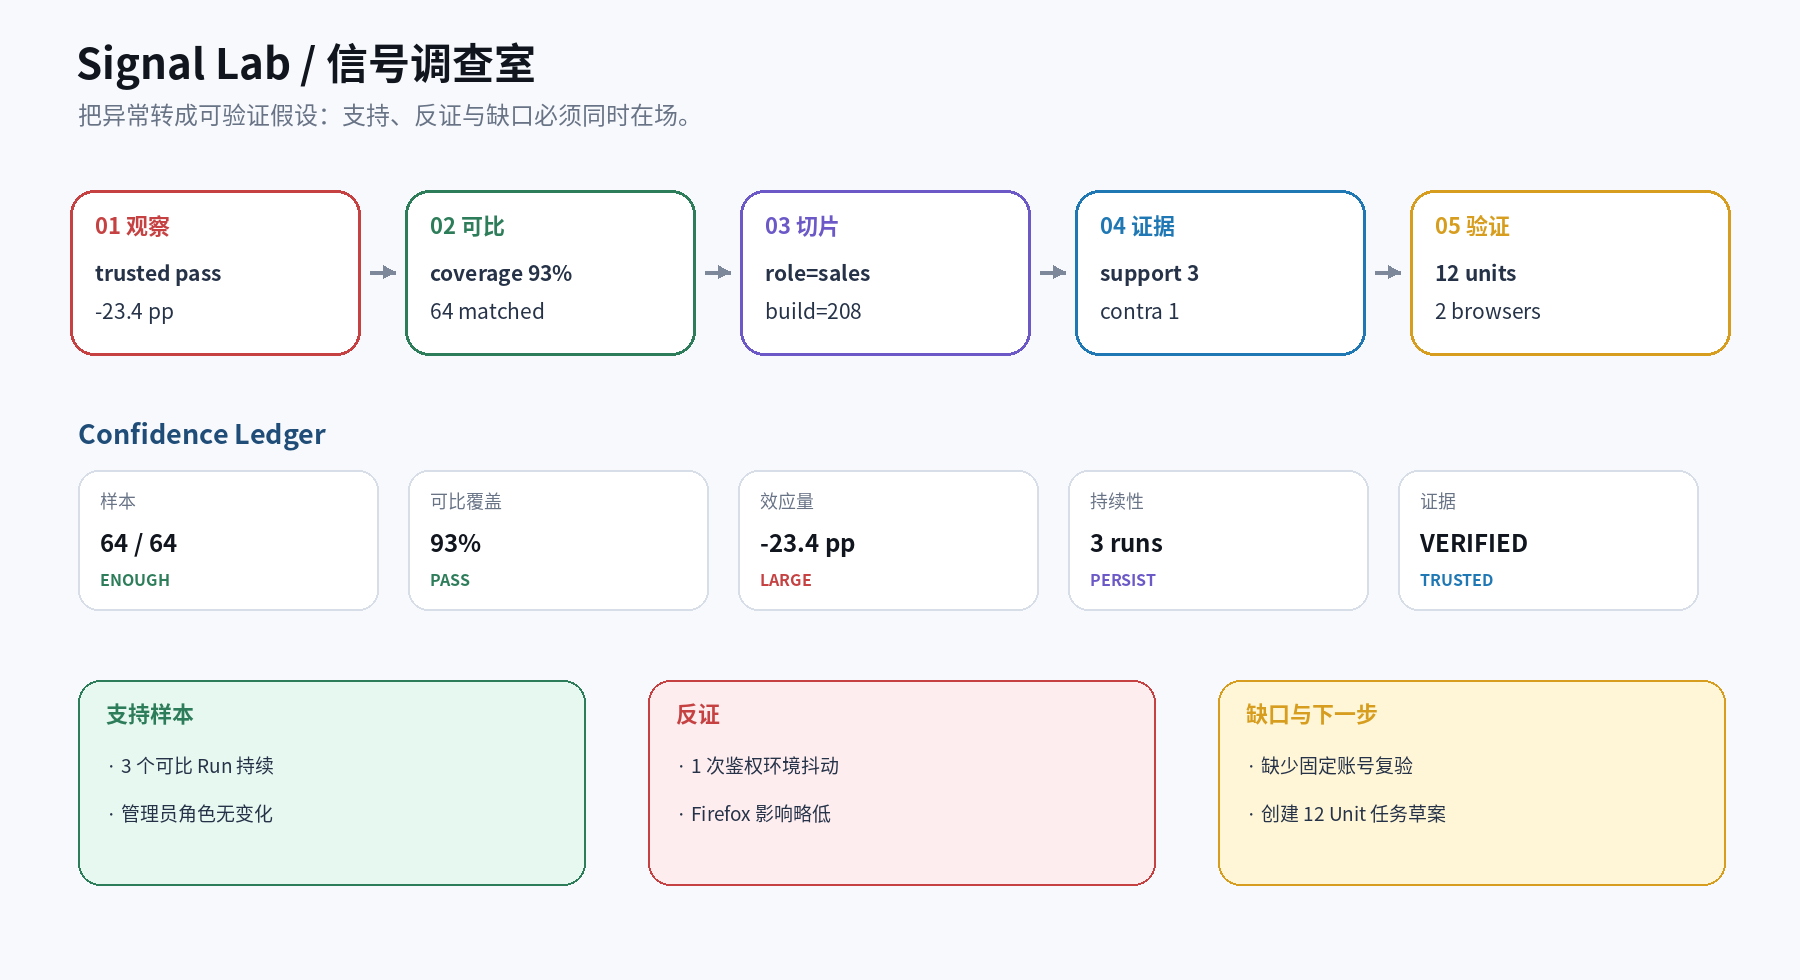 Signal Lab / 信号调查室
把异常转成可验证假设：支持、反证与缺口必须同时在场。
01 观察
trusted pass
-23.4 pp
02 可比
coverage 93%
64 matched
03 切片
role=sales
build=208
04 证据
support 3
contra 1
05 验证
12 units
2 browsers
Confidence Ledger
样本
64 / 64
ENOUGH
可比覆盖
93%
PASS
效应量
-23.4 pp
LARGE
持续性
3 runs
PERSIST
证据
VERIFIED
TRUSTED
支持样本
· 3 个可比 Run 持续
· 管理员角色无变化
反证
· 1 次鉴权环境抖动
· Firefox 影响略低
缺口与下一步
· 缺少固定账号复验
· 创建 12 Unit 任务草案